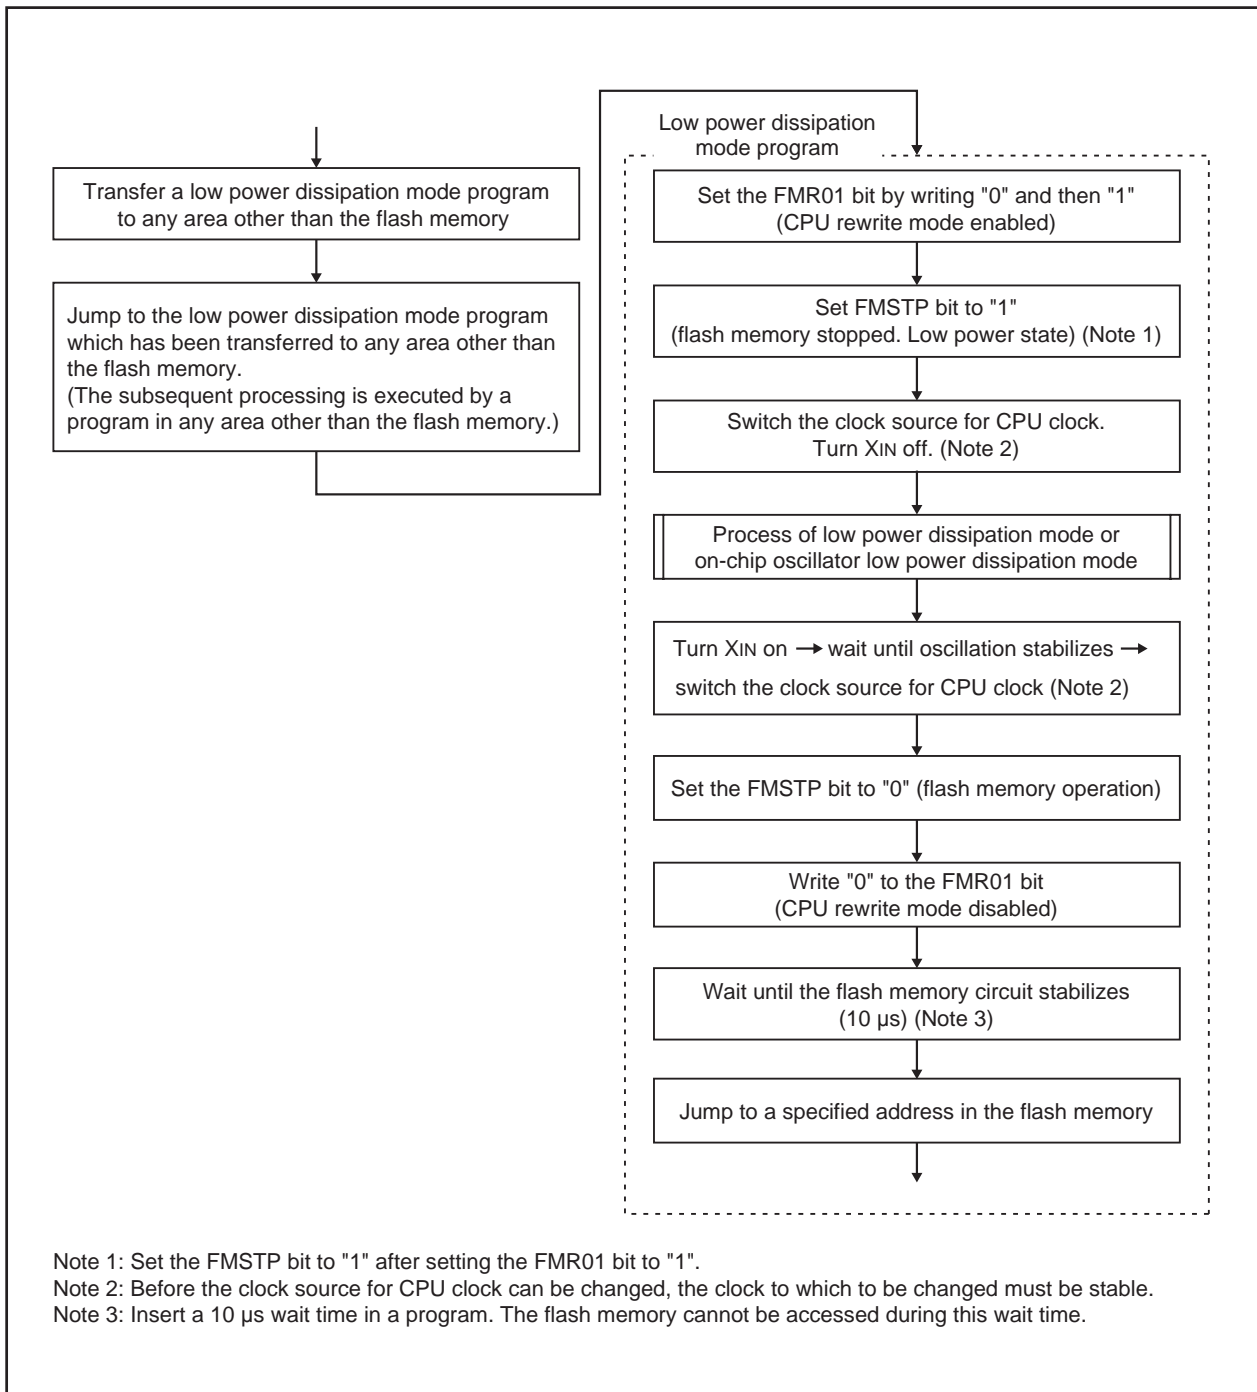 Transfer a low power dissipation mode program
to any area other than the flash memory
Jump to the low power dissipation mode program
which has been transferred to any area other than
the flash memory.
(The subsequent processing is executed by a
program in any area other than the flash memory.)
Low power dissipation
mode program
Set the FMR01 bit by writing "0" and then "1"
(CPU rewrite mode enabled)
Set FMSTP bit to "1"
(flash memory stopped. Low power state) (Note 1)
Switch the clock source for CPU clock.
Turn XIN off. (Note 2)
Process of low power dissipation mode or
on-chip oscillator low power dissipation mode
Turn XIN on → wait until oscillation stabilizes →
switch the clock source for CPU clock (Note 2)
Set the FMSTP bit to "0" (flash memory operation)
Write "0" to the FMR01 bit
(CPU rewrite mode disabled)
Wait until the flash memory circuit stabilizes
(10 µs) (Note 3)
Jump to a specified address in the flash memory
Note 1: Set the FMSTP bit to "1" after setting the FMR01 bit to "1".
Note 2: Before the clock source for CPU clock can be changed, the clock to which to be changed must be stable.
Note 3: Insert a 10 µs wait time in a program. The flash memory cannot be accessed during this wait time.